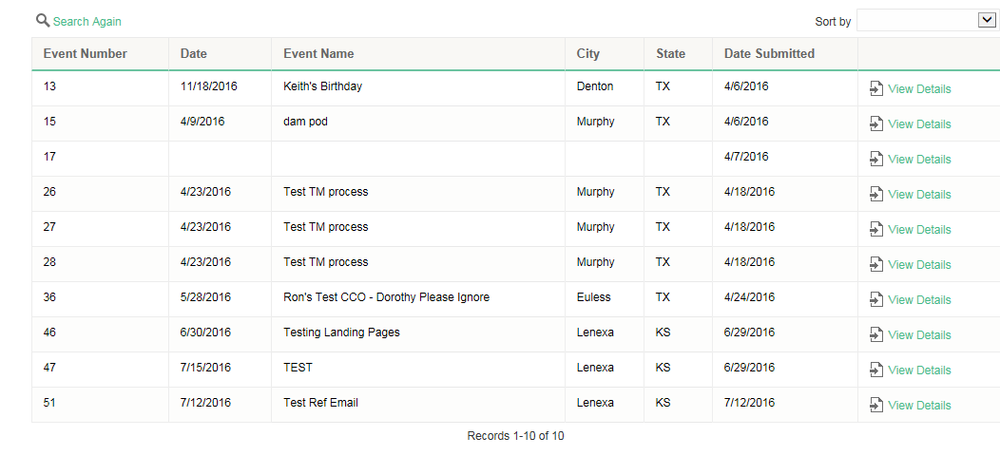 Search Again Sort by
Event Number Date Event Name City State Date Submitted
13 11/18/2016 Keith's Birthday Denton TX 4/6/2016 View Details
15 4/9/2016 dam pod Murphy TX 4/6/2016 View Details
17 4/7/2016 View Details
26 4/23/2016 Test TM process Murphy TX 4/18/2016 View Details
27 4/23/2016 Test TM process Murphy TX 4/18/2016 View Details
28 4/23/2016 Test TM process Murphy TX 4/18/2016 View Details
36 5/28/2016 Ron's Test CCO - Dorothy Please Ignore Euless TX 4/24/2016 View Details
46 6/30/2016 Testing Landing Pages Lenexa KS 6/29/2016 View Details
47 7/15/2016 TEST Lenexa KS 6/29/2016 View Details
51 7/12/2016 Test Ref Email Lenexa KS 7/12/2016 View Details
Records 1-10 of 10